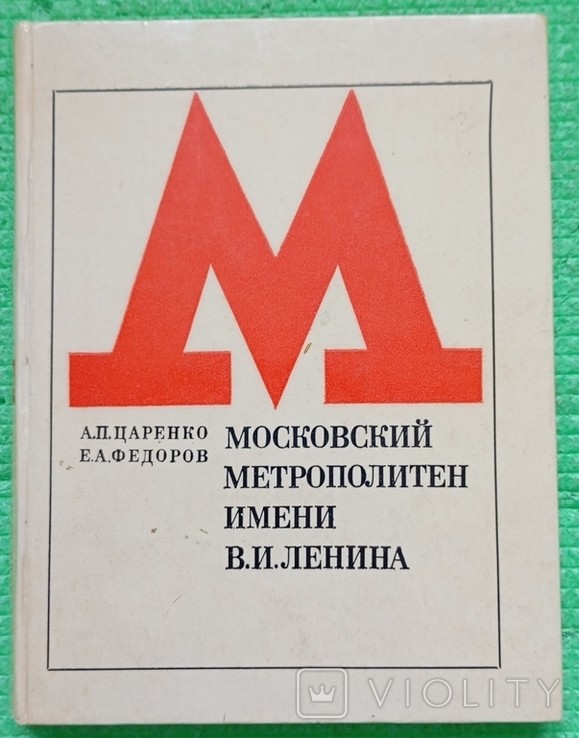 М
А.П.ЦАРЕНКО
Е.А.ФЕДОРОВ
МОСКОВСКИЙ
МЕТРОПОЛИТЕН
ИМЕНИ
В.И.ЛЕНИНА
VIOLITY